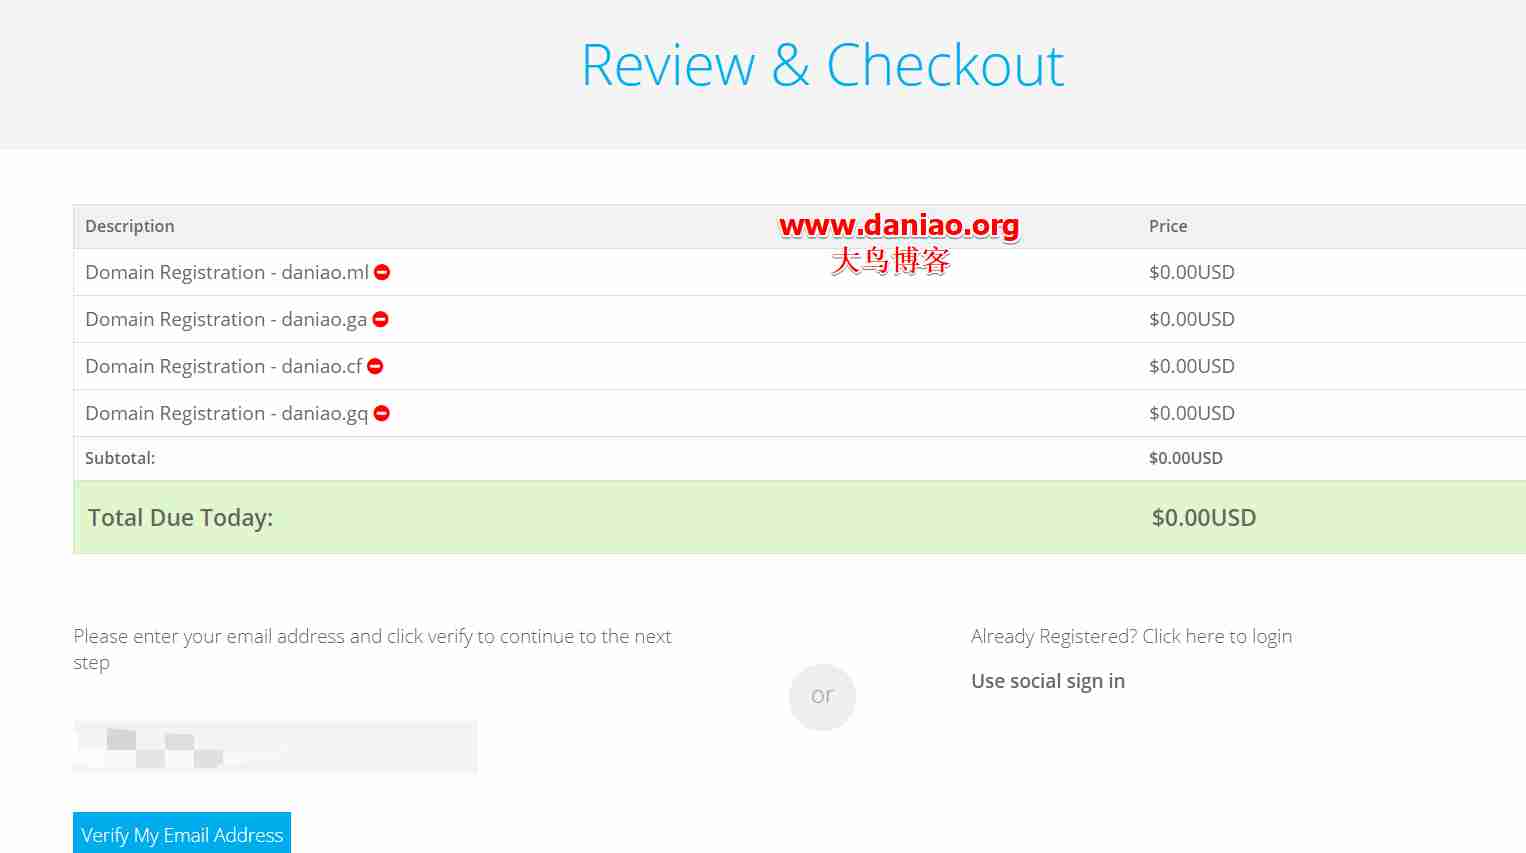 Review & Checkout
Description
www.daniao.org
Price
大鸟博客
Domain Registration - daniao.ml
$0.00USD
Domain Registration - daniao.ga
$0.00USD
Domain Registration - daniao.cf
$0.00USD
Domain Registration - daniao.gq
$0.00USD
Subtotal:
$0.00USD
Total Due Today:
$0.00USD
Please enter your email address and click verify to continue to the next
step
or
Already Registered? Click here to login
Use social sign in
Verify My Email Address